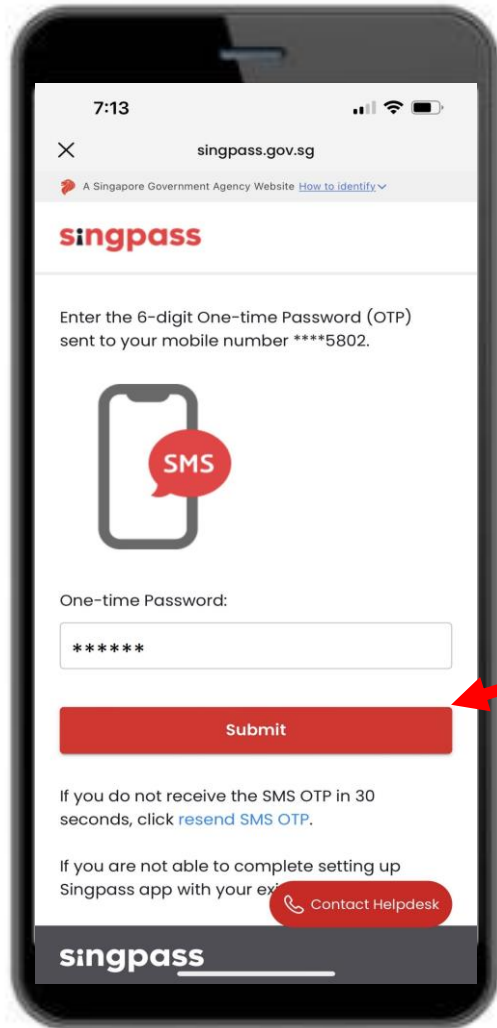 7:13
singpass.gov.sg
A Singapore Government Agency Website How to identify
singpass
Enter the 6-digit One-time Password (OTP)
sent to your mobile number ****5802.
SMS
One-time Password:
******
Submit
If you do not receive the SMS OTP in 30
seconds, click resend SMS OTP.
If you are not able to complete setting up
Singpass app with your
Contact Helpdesk
singpass